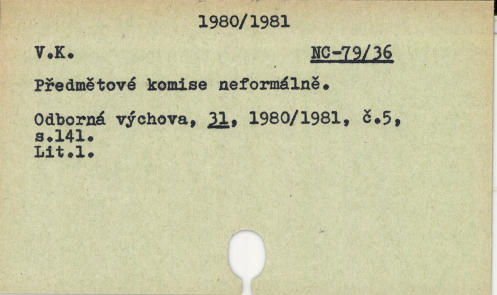 1980/1981
V.K. NC-79/36
Předmětové komise neformálně.
Odborná výchova, 31, 1980/1981, č.5,
s.141.
Lit.1.